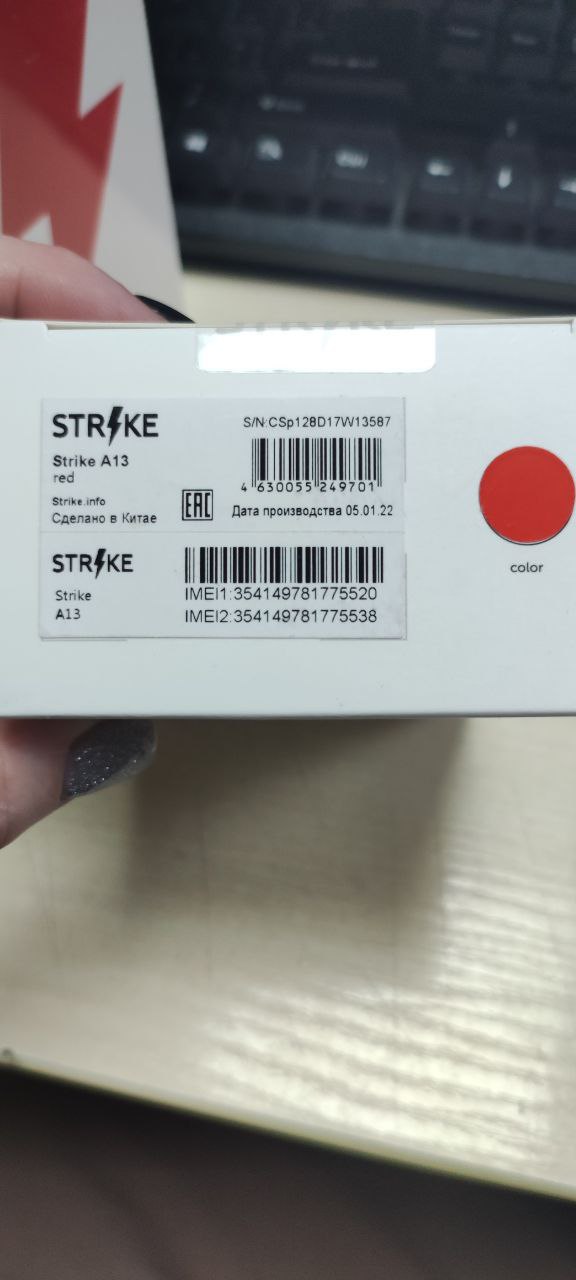 STRIKE
S/N:CSp128D17W13587
Strike A13
red
4 630055 249701
Strike.info
Сделано в Китае
EAC
Дата производства 05.01.22
STRIKE
Strike
A13
IMEI1:354149781775520
IMEI2:354149781775538
color